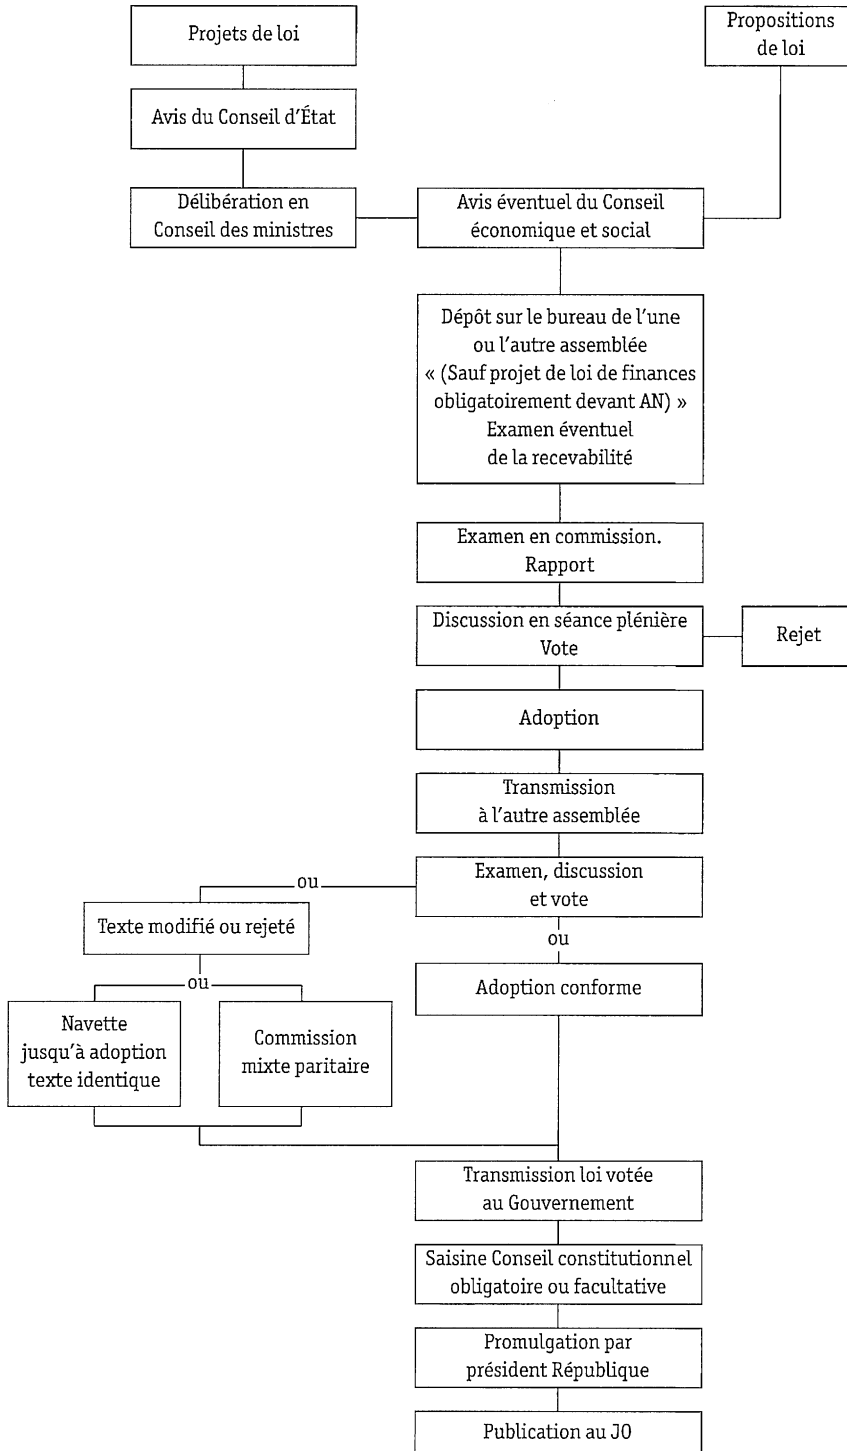 Projets de loi
Propositions
de loi
Avis du Conseil d'État
Délibération en
Conseil des ministres
Avis éventuel du Conseil
économique et social
Dépôt sur le bureau de l'une
ou l'autre assemblée
« (Sauf projet de loi de finances
obligatoirement devant AN) »
Examen éventuel
de la recevabilité
Examen en commission.
Rapport
Discussion en séance plénière
Vote
Rejet
Adoption
Transmission
à l'autre assemblée
Examen, discussion
et vote
ou
Texte modifié ou rejeté
ou
Adoption conforme
ou
Navette
jusqu'à adoption
texte identique
Commission
mixte paritaire
Transmission loi votée
au Gouvernement
Saisine Conseil constitutionnel
obligatoire ou facultative
Promulgation par
président République
Publication au JO